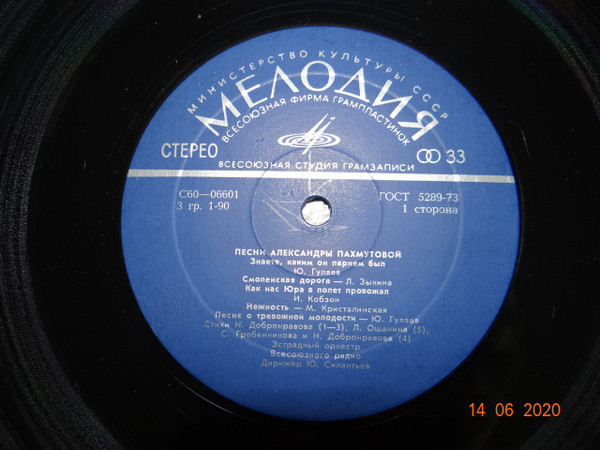 МИНИСТЕРСТВО КУЛЬТУРЫ СССР
МЕЛОДИЯ
ВСЕСОЮЗНАЯ ФИРМА ГРАМПЛАСТИНОК
СТЕРЕО
33
ВСЕСОЮЗНАЯ СТУДИЯ ГРАМЗАПИСИ
С60—06601
ГОСТ 5289-73
3 гр. 1-90
1 сторона
ПЕСНИ АЛЕКСАНДРЫ ПАХМУТОВОЙ
Знаете, каким он парнем был
Ю. Гуляев
Смоленская дорога — Л. Зыкина
Как нас Юра в полет провожал
И. Кобзон
Нежность — М. Кристалинская
Песня о тревожной молодости — Ю. Гуляев
Стихи Н. Добронравова (1—3), Л. Ошанина (5),
С. Гребенникова и Н. Добронравова (4)
Эстрадный оркестр
Всесоюзного радио
Дирижер Ю. Силантьев
14 06 2020